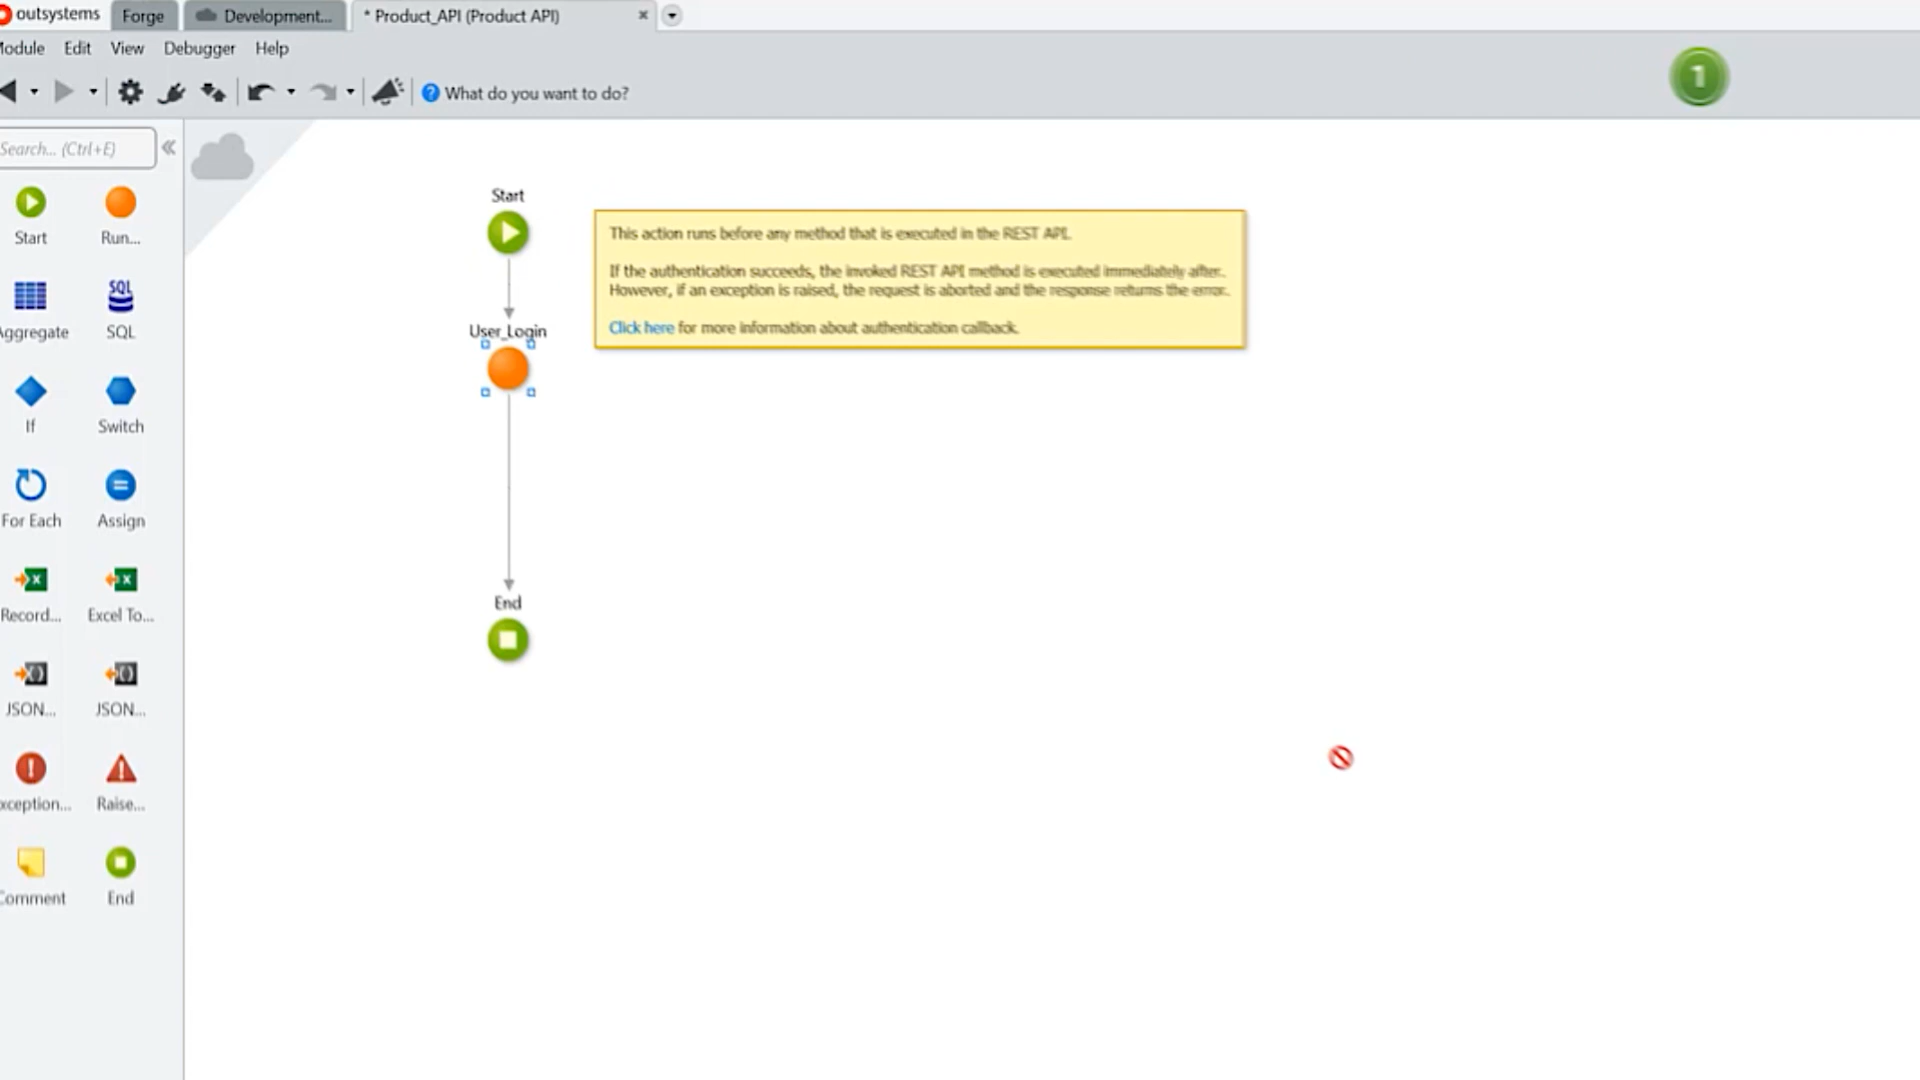 outsystems
Forge
Development...
* Product_API (Product API)
Module Edit View Debugger Help
What do you want to do?
1
Search... (Ctrl+E)
Start
Run...
Aggregate
SQL
SQL
If
Switch
For Each
Assign
Record...
Excel To...
JSON...
JSON...
Exception...
Raise...
Comment
End
Start
This action runs before any method that is executed in the REST API.
If the authentication succeeds, the invoked REST API method is executed immediately after.
However, if an exception is raised, the request is aborted and the response returns the error.
Click here for more information about authentication callback.
User_Login
End